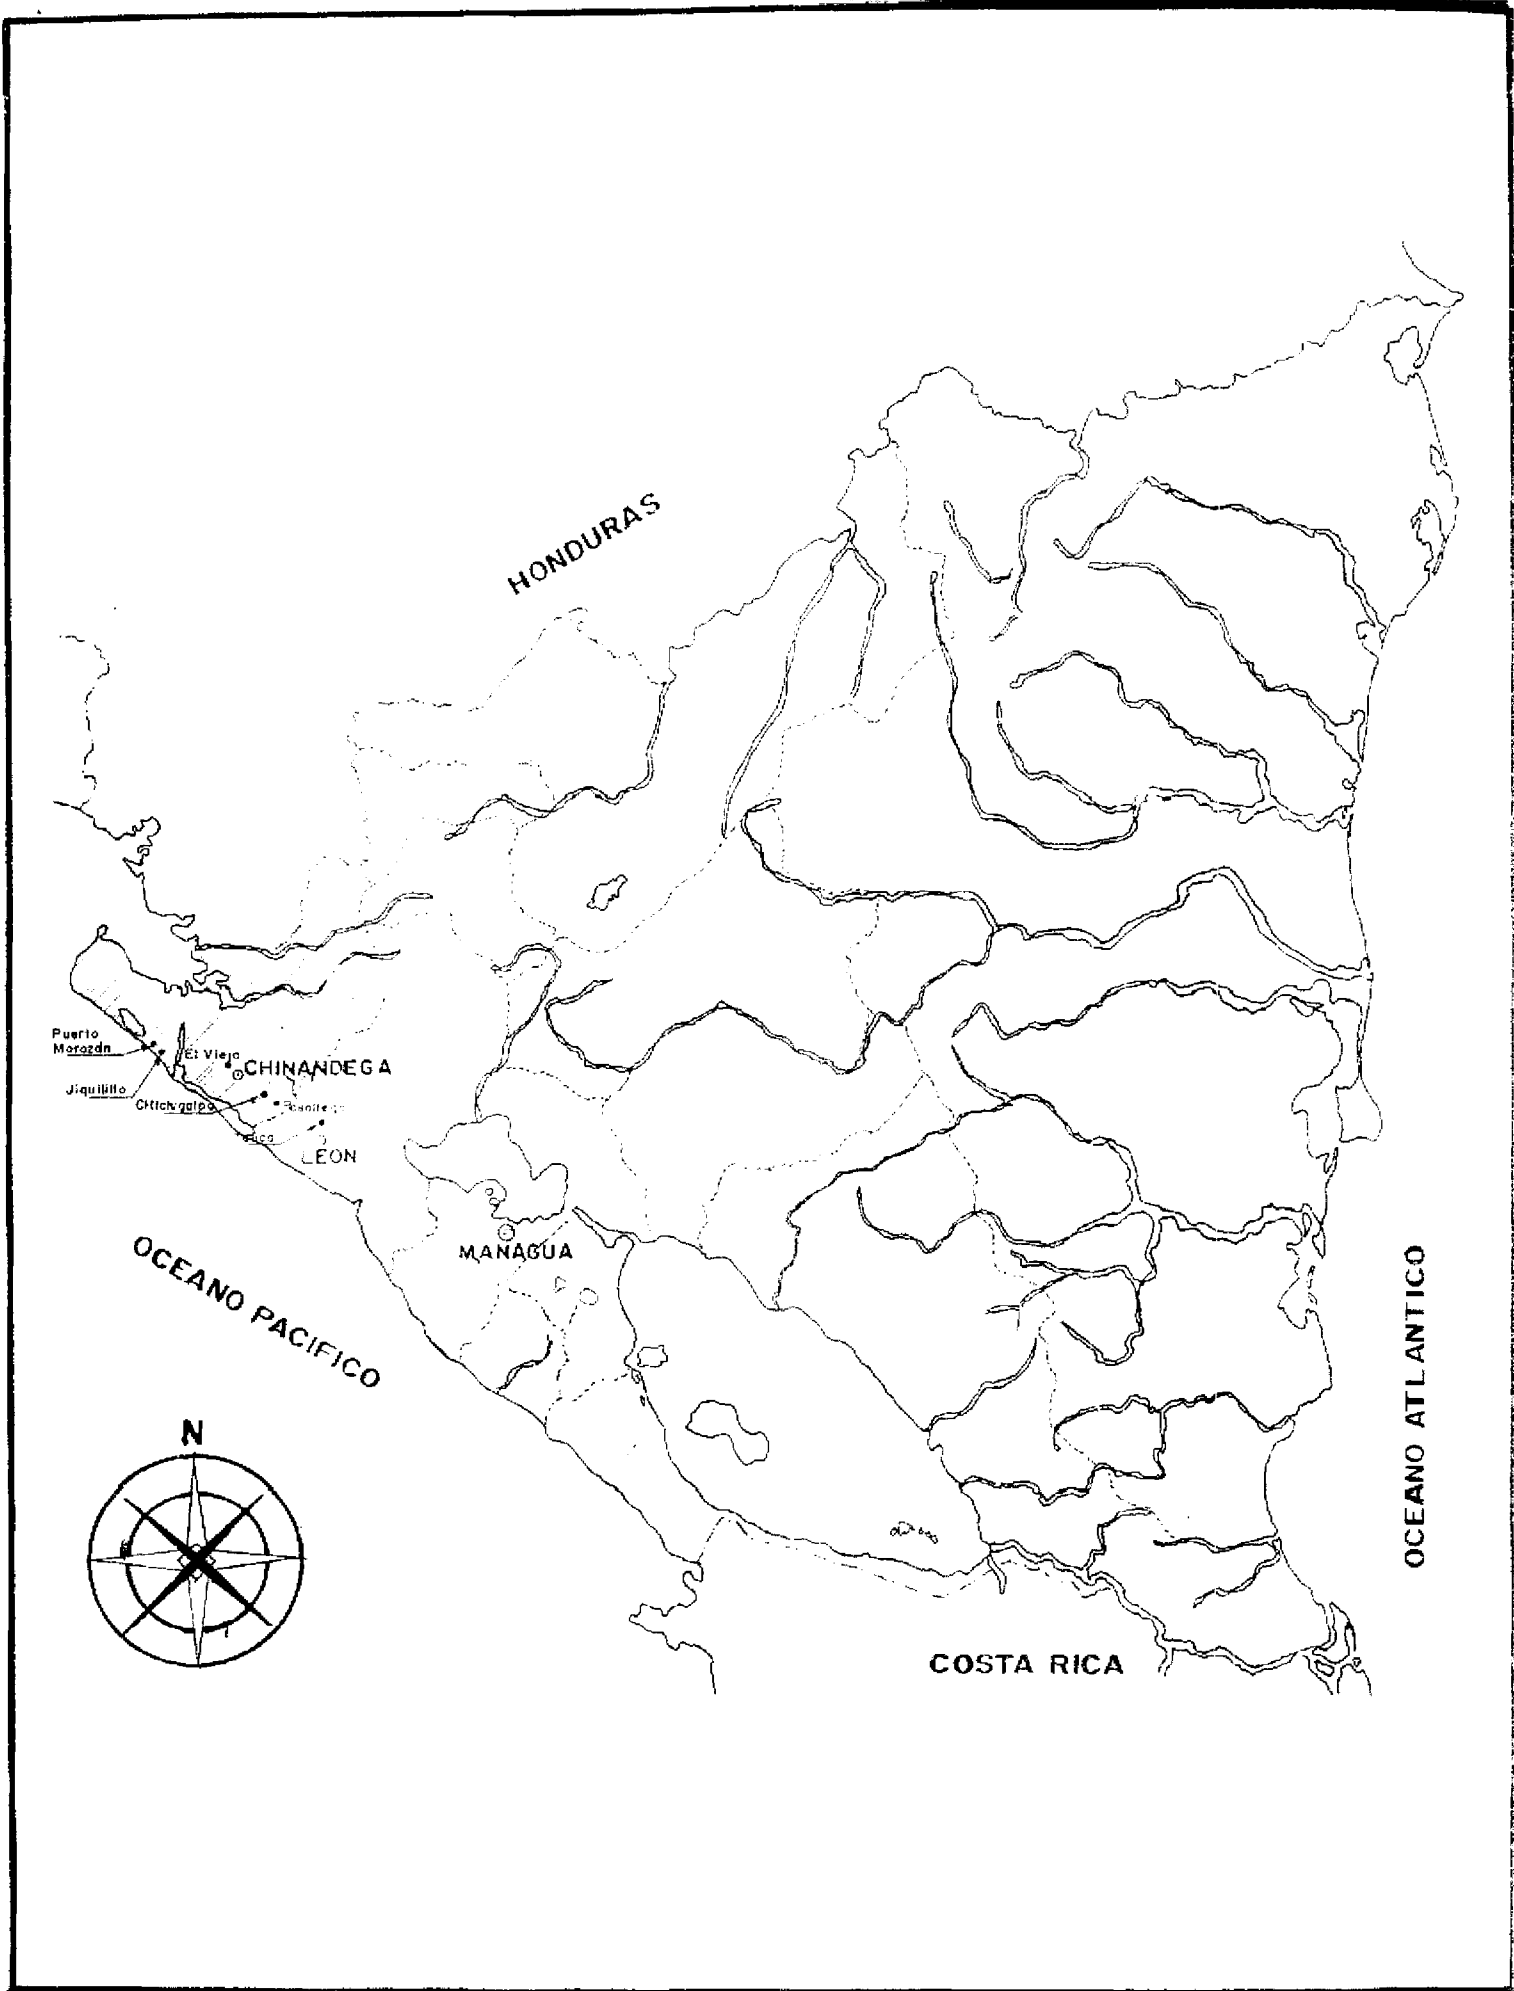 HONDURAS
Puerto
Morazán
El Viejo
CHINANDEGA
Jiquilillo
Chichigalpa
LEON
MANAGUA
OCEANO PACIFICO
OCEANO ATLANTICO
N
COSTA RICA